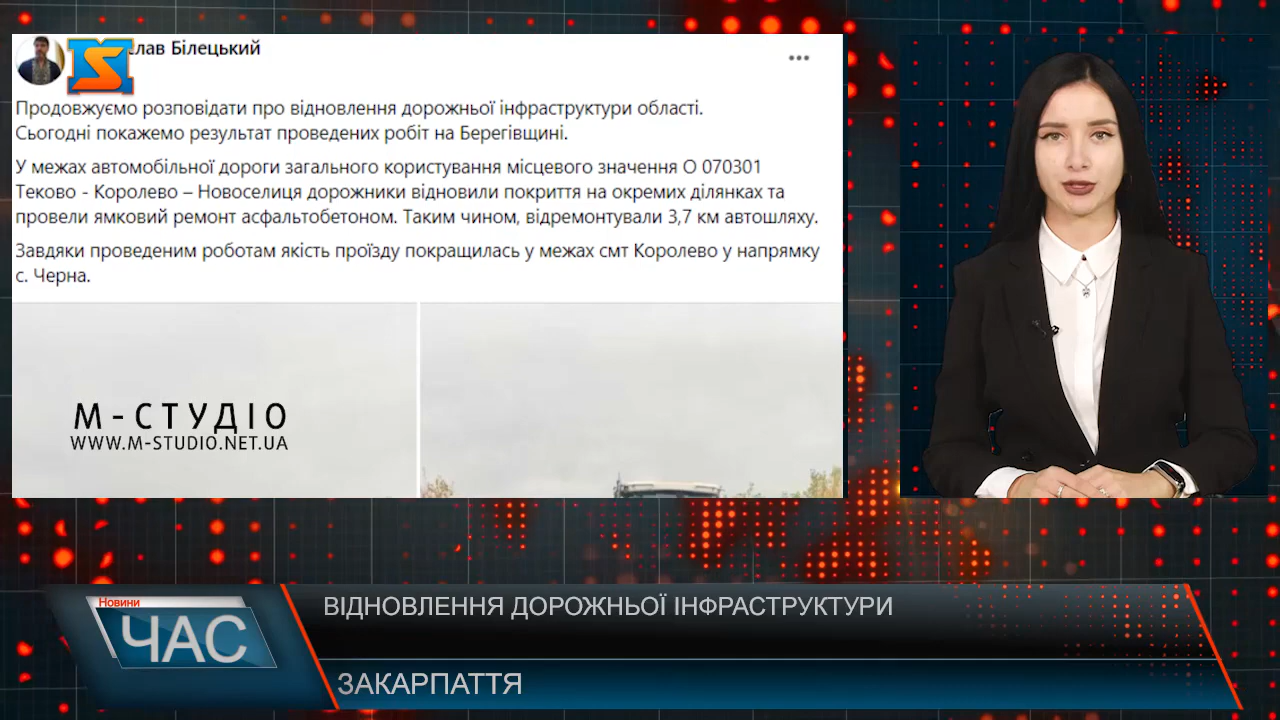 слав Білецький
Продовжуємо розповідати про відновлення дорожньої інфраструктури області.
Сьогодні покажемо результат проведених робіт на Берегівщині.
У межах автомобільної дороги загального користування місцевого значення О 070301
Теково - Королево – Новоселиця дорожники відновили покриття на окремих ділянках та
провели ямковий ремонт асфальтобетоном. Таким чином, відремонтували 3,7 км автошляху.
Завдяки проведеним роботам якість проїзду покращилась у межах смт Королево у напрямку
с. Черна.
М-СТУДІО
WWW.M-STUDIO.NET.UA
Новини
ЧАС
ВІДНОВЛЕННЯ ДОРОЖНЬОЇ ІНФРАСТРУКТУРИ
ЗАКАРПАТТЯ